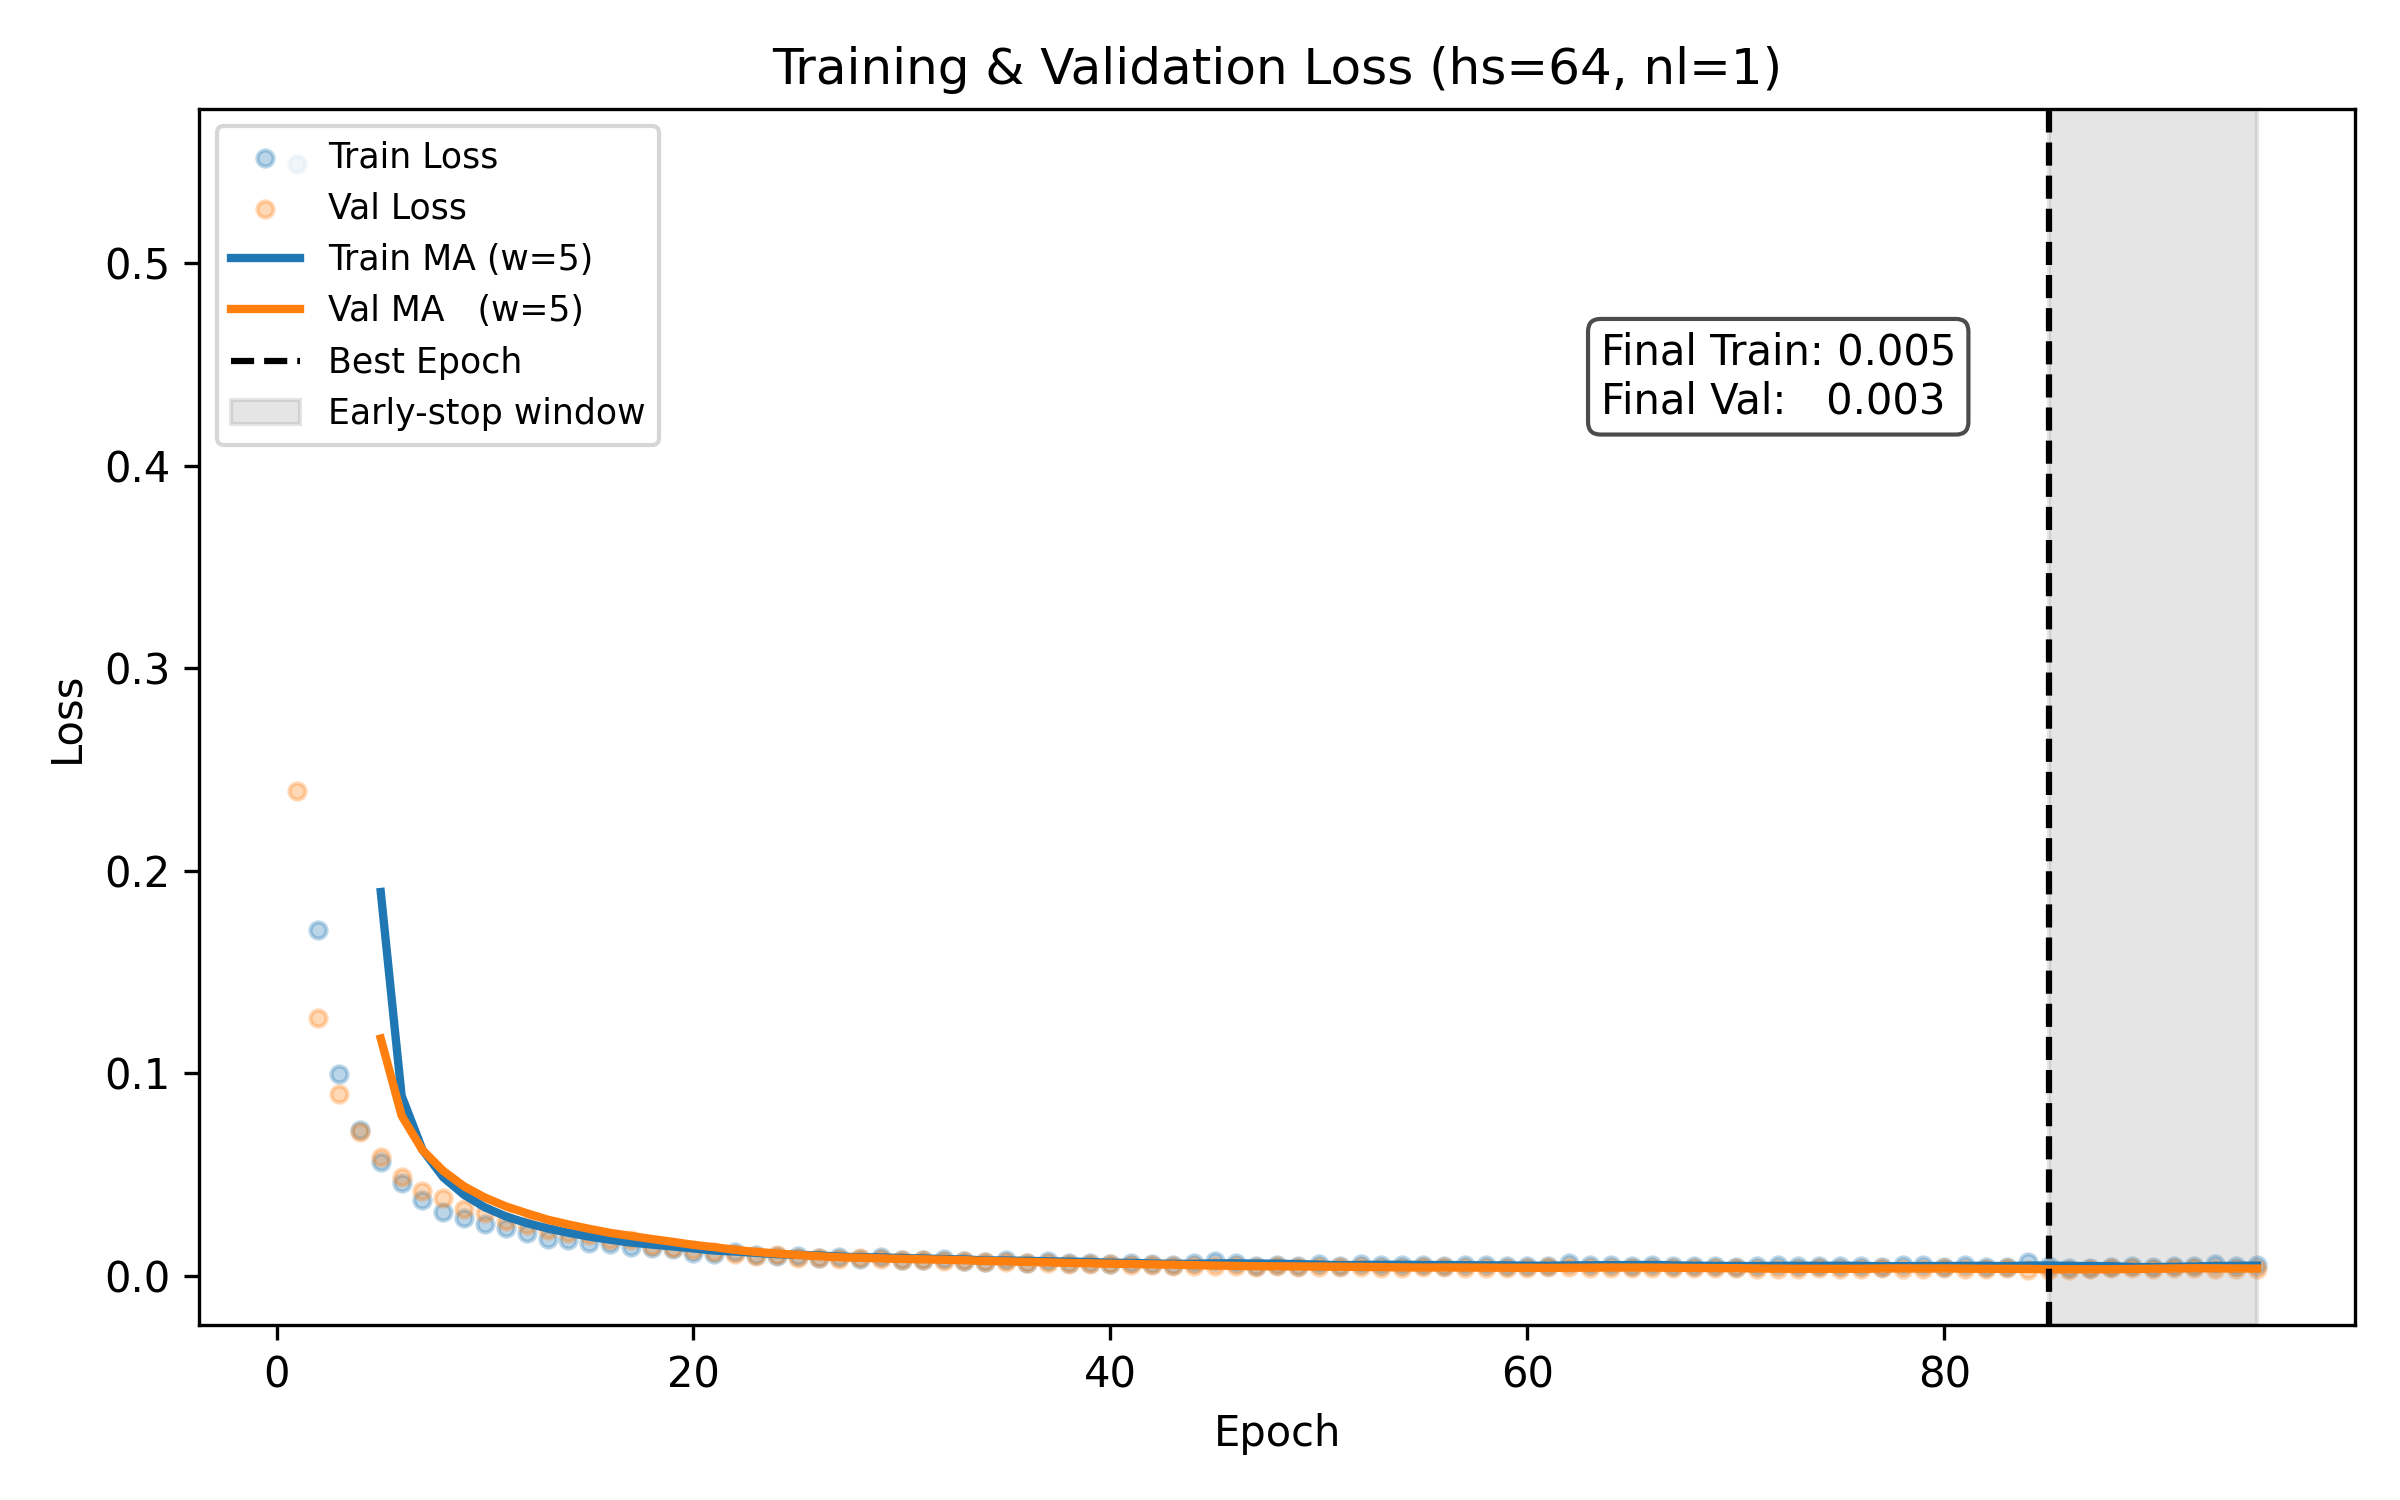 Training & Validation Loss (hs=64, nl=1)
Train Loss
Val Loss
Train MA (w=5)
Val MA   (w=5)
Best Epoch
Early-stop window
Final Train: 0.005
Final Val:   0.003
Loss
0.5
0.4
0.3
0.2
0.1
0.0
0
20
40
60
80
Epoch